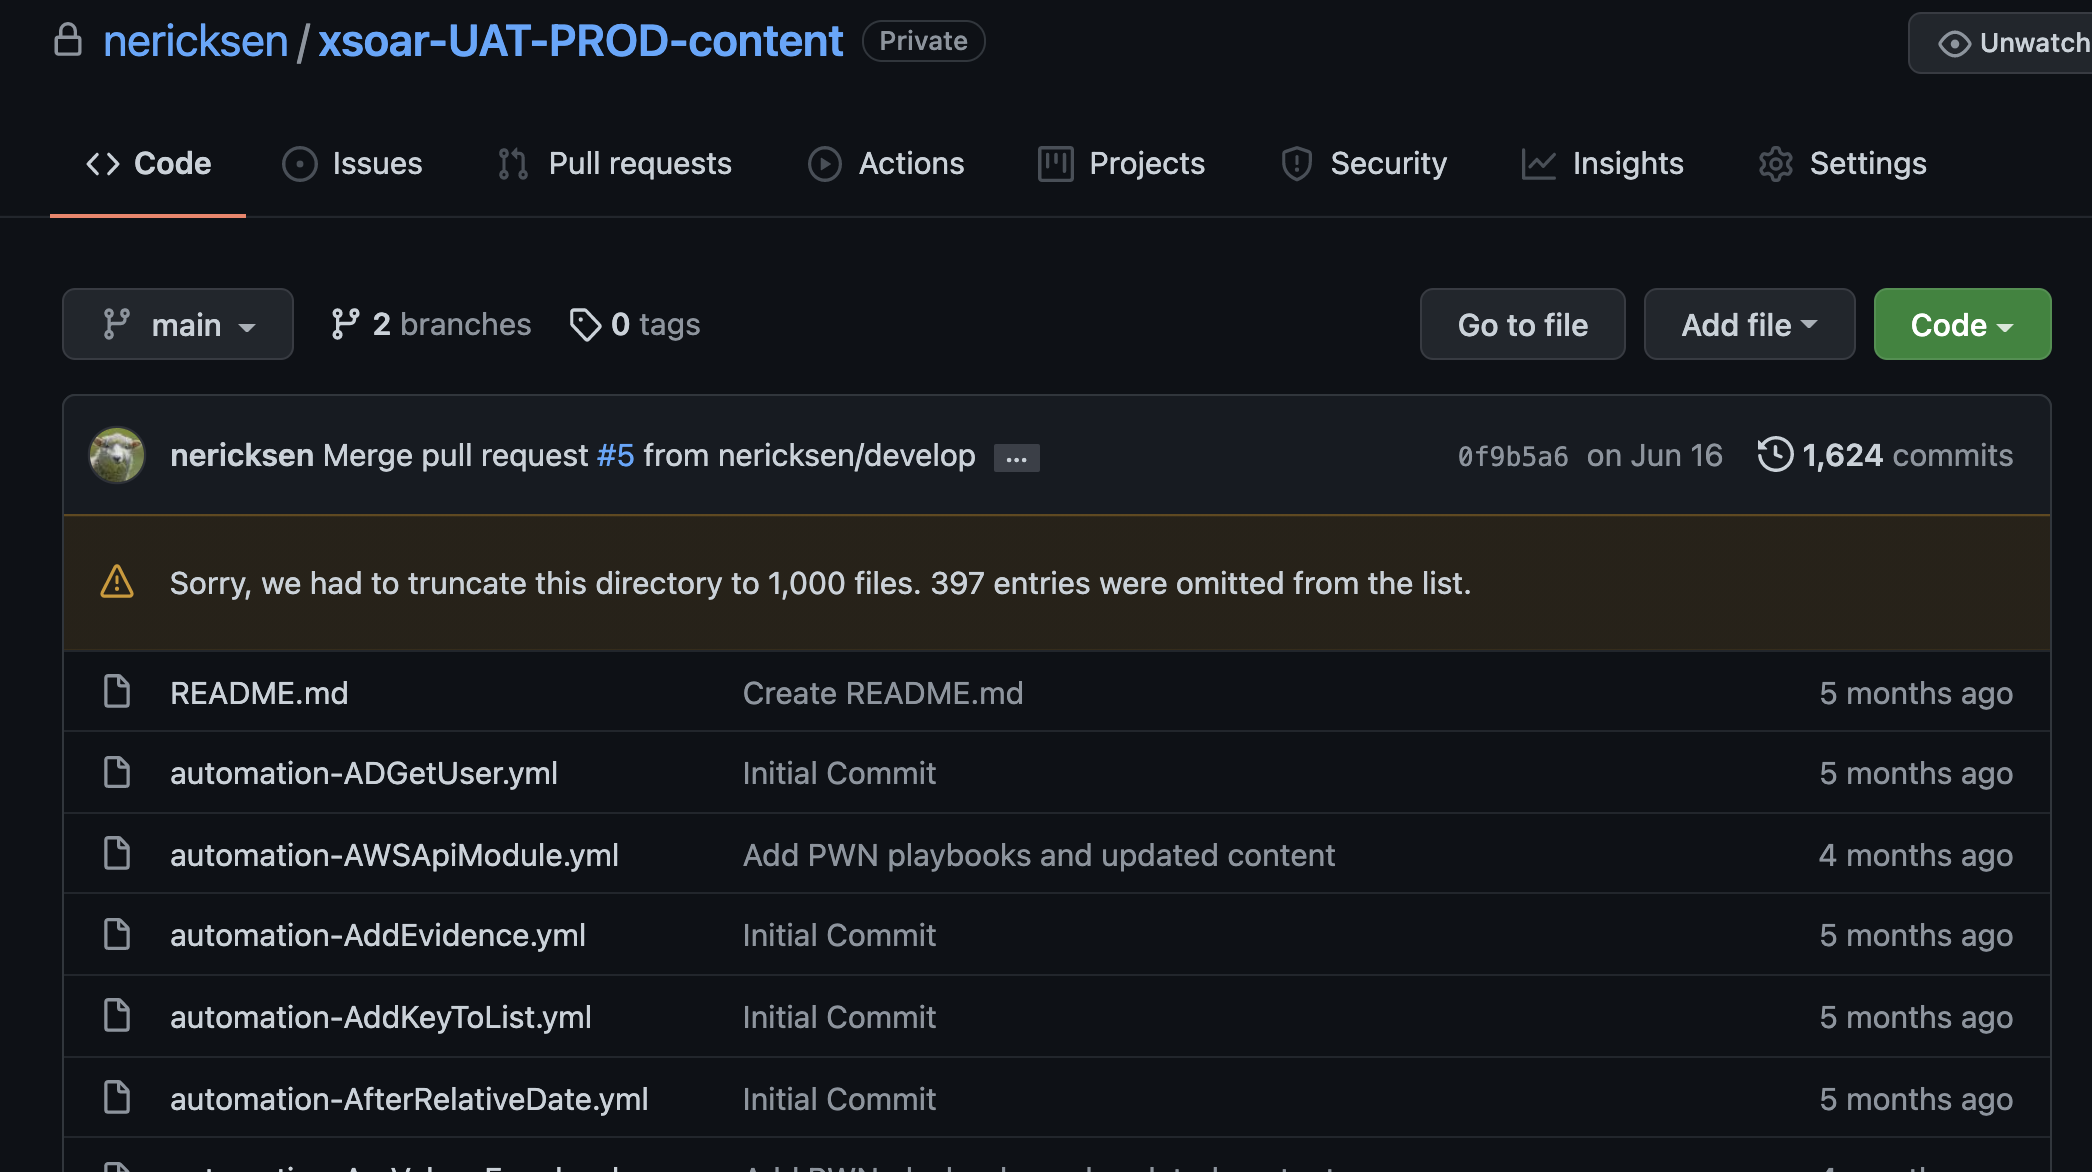 nericksen / xsoar-UAT-PROD-content Private Unwatch
Code Issues Pull requests Actions Projects Security Insights Settings
main 2 branches 0 tags Go to file Add file Code
nericksen Merge pull request #5 from nericksen/develop ... 0f9b5a6 on Jun 16 1,624 commits
Sorry, we had to truncate this directory to 1,000 files. 397 entries were omitted from the list.
README.md Create README.md 5 months ago
automation-ADGetUser.yml Initial Commit 5 months ago
automation-AWSApiModule.yml Add PWN playbooks and updated content 4 months ago
automation-AddEvidence.yml Initial Commit 5 months ago
automation-AddKeyToList.yml Initial Commit 5 months ago
automation-AfterRelativeDate.yml Initial Commit 5 months ago